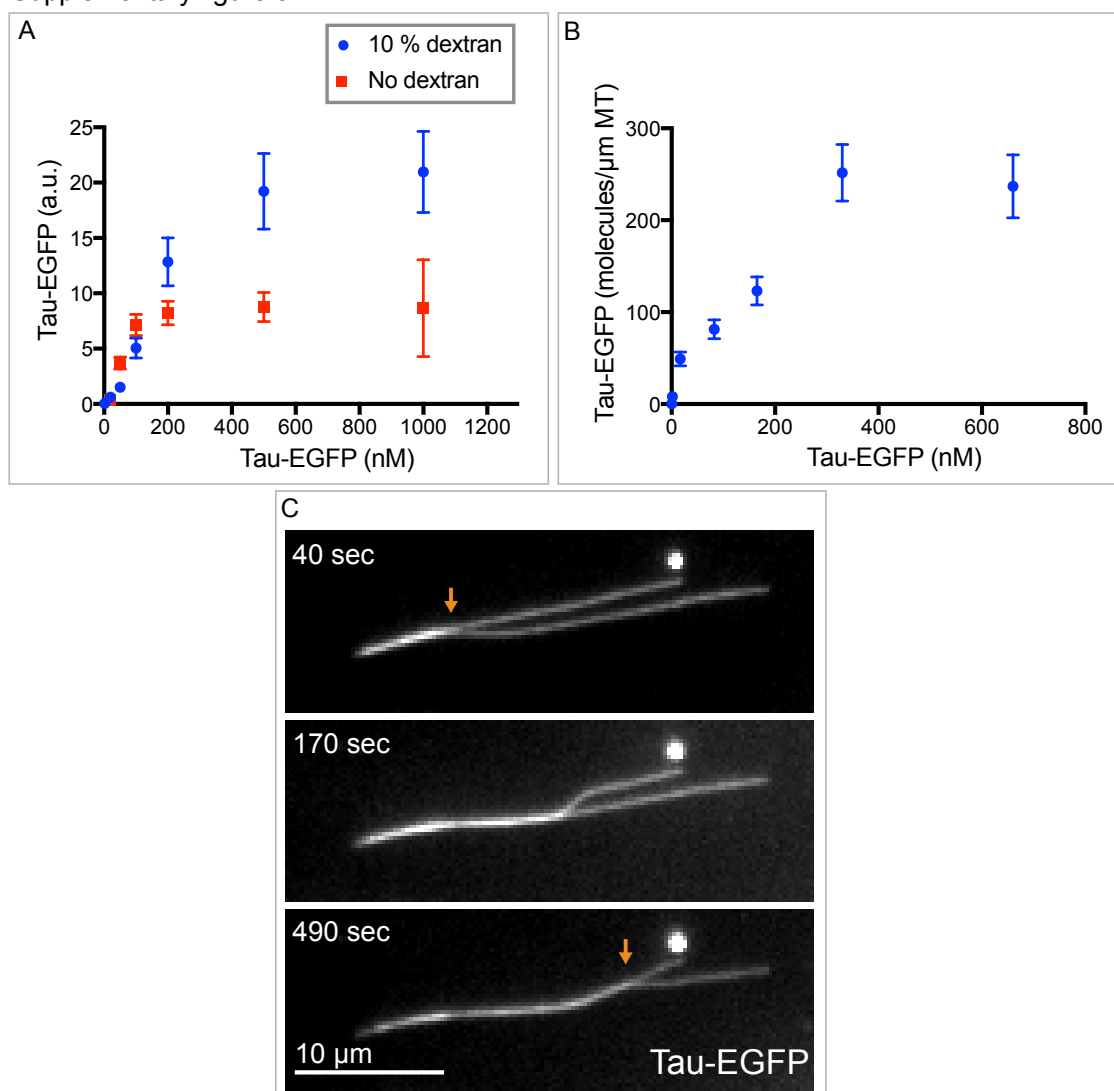 A
10 % dextran
No dextran
25
20
15
10
5
0
Tau-EGFP (a.u.)
0 200 400 600 800 1000 1200
Tau-EGFP (nM)
B
300
200
100
0
Tau-EGFP (molecules/µm MT)
0 200 400 600 800
Tau-EGFP (nM)
C
40 sec
170 sec
490 sec
10 µm
Tau-EGFP